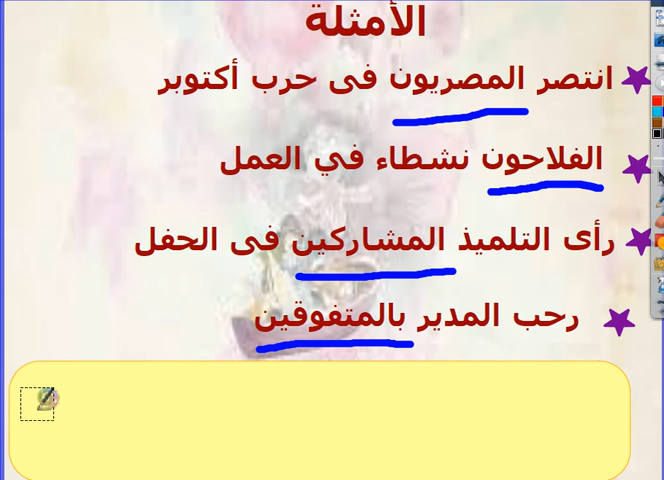 الأمثلة
انتصر المصريون فى حرب أكتوبر
الفلاحون نشطاء في العمل
رأى التلميذ المشاركين فى الحفل
رحب المدير بالمتفوقين